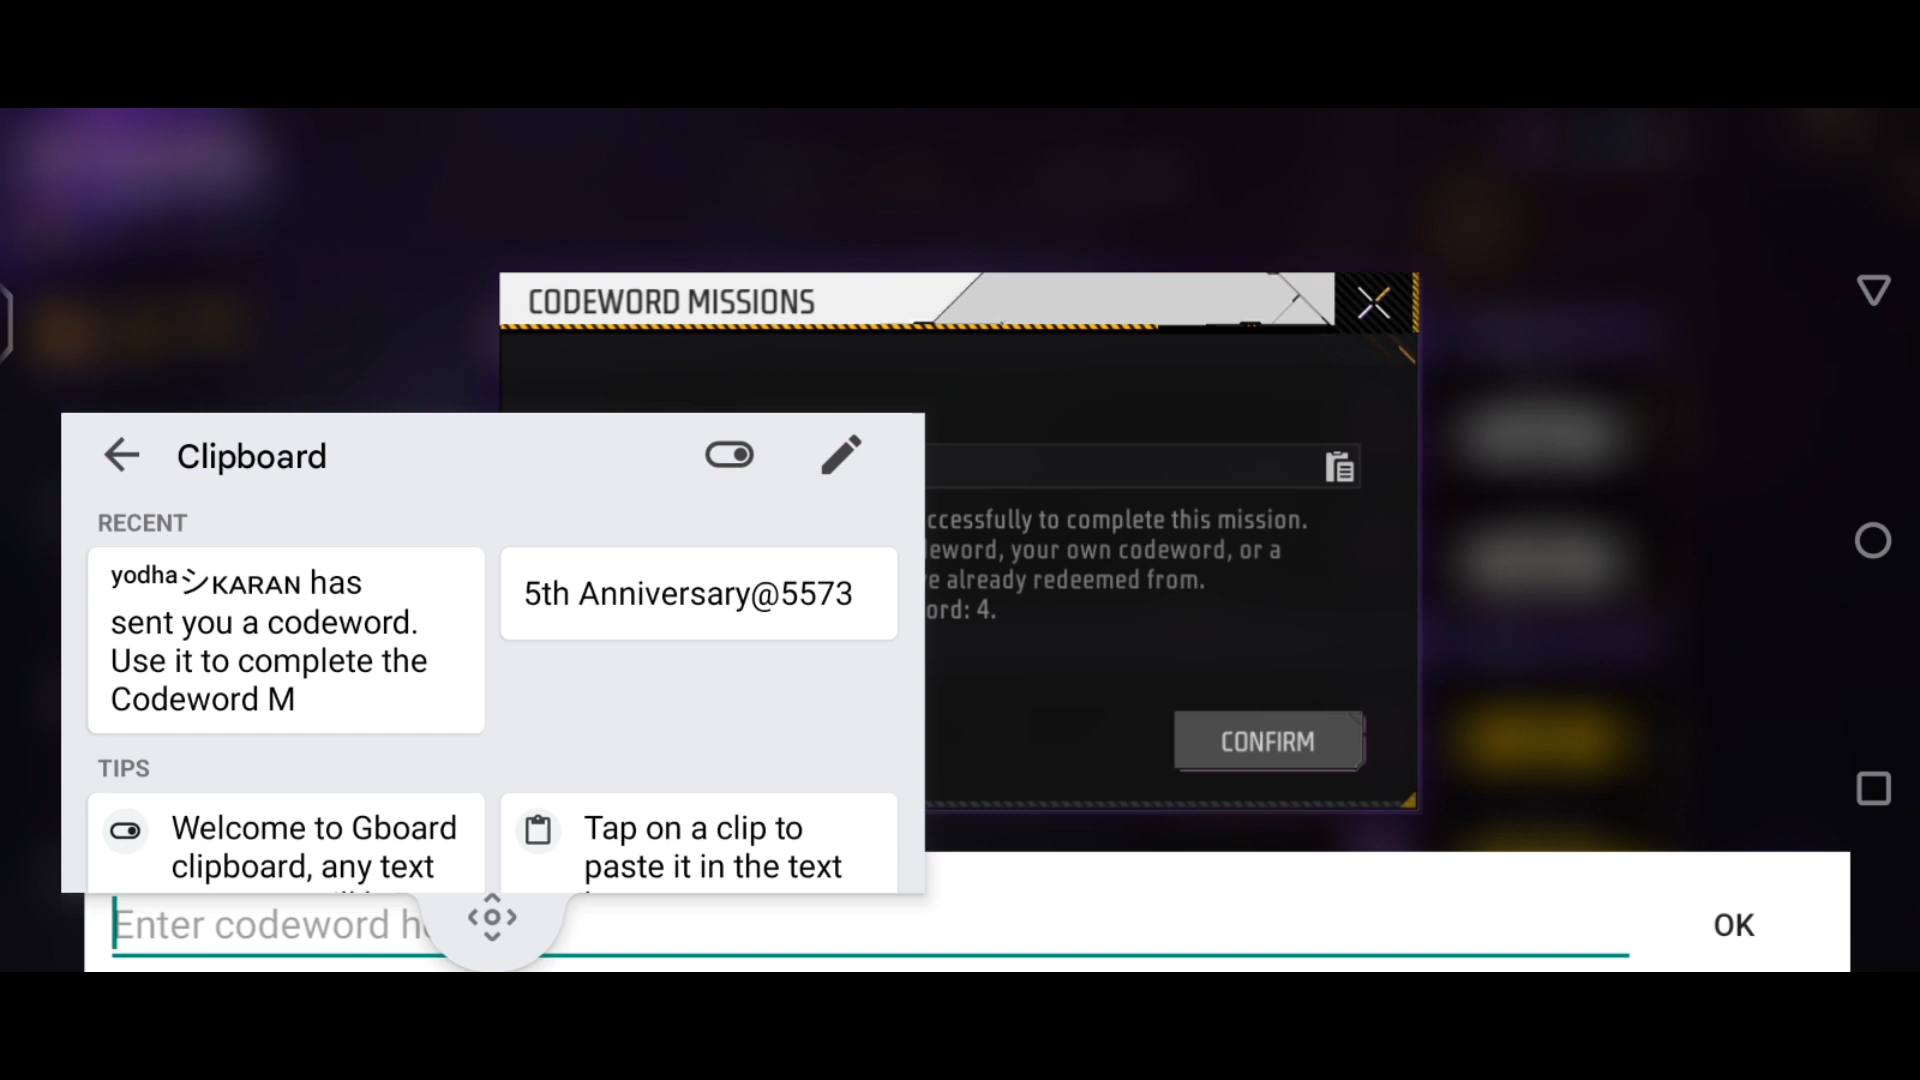 CODEWORD MISSIONS
Clipboard
RECENT
yodhaシKARAN has
sent you a codeword.
Use it to complete the
Codeword M
5th Anniversary@5573
ccessfully to complete this mission.
eword, your own codeword, or a
e already redeemed from.
ord: 4.
CONFIRM
TIPS
Welcome to Gboard
clipboard, any text
Tap on a clip to
paste it in the text
Enter codeword h
OK